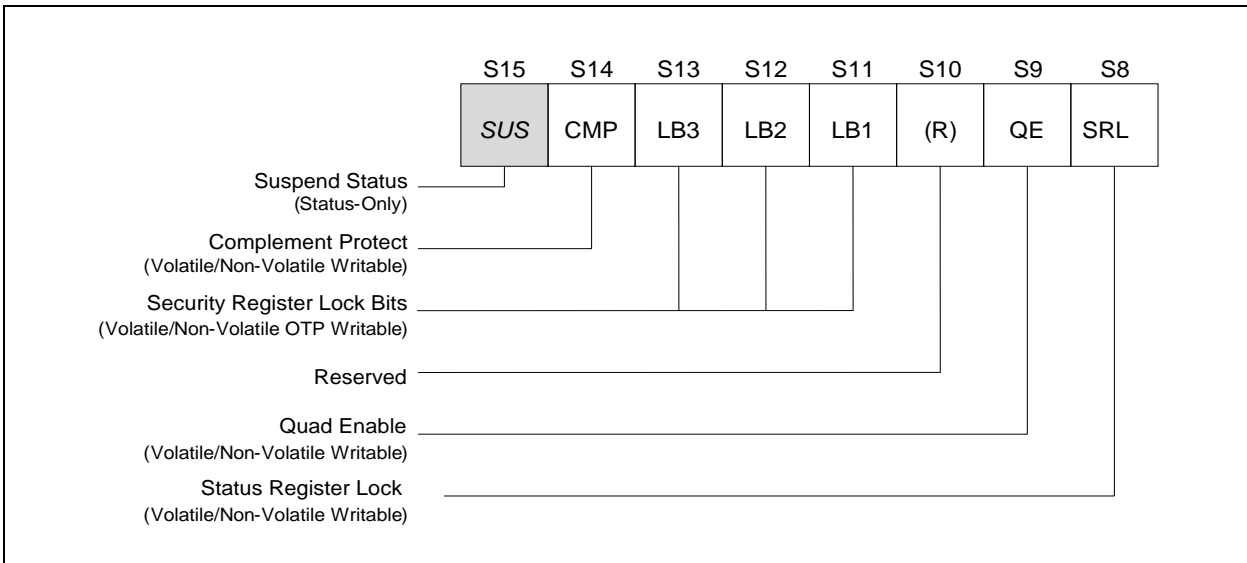 S15 S14 S13 S12 S11 S10 S9 S8
SUS CMP LB3 LB2 LB1 (R) QE SRL
Suspend Status
(Status-Only)
Complement Protect
(Volatile/Non-Volatile Writable)
Security Register Lock Bits
(Volatile/Non-Volatile OTP Writable)
Reserved
Quad Enable
(Volatile/Non-Volatile Writable)
Status Register Lock
(Volatile/Non-Volatile Writable)